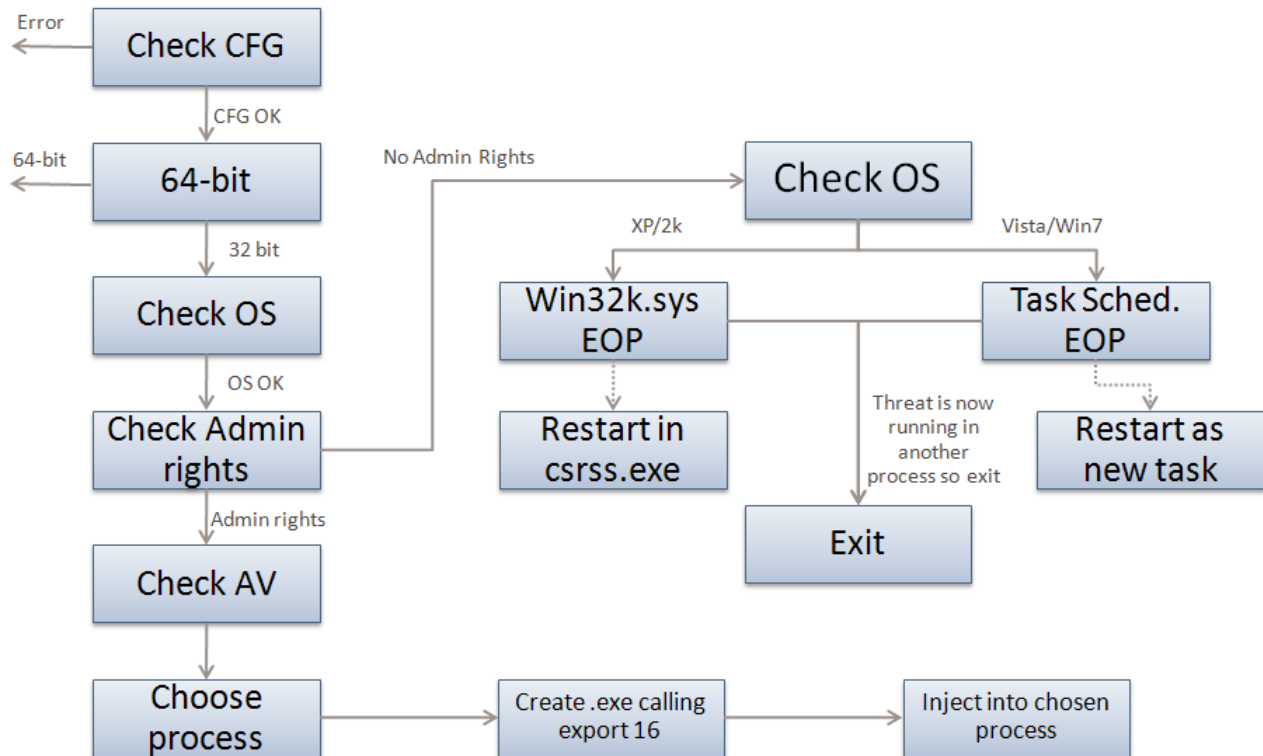 Error
Check CFG
CFG OK
64-bit
64-bit
No Admin Rights
Check OS
32 bit
XP/2k
Vista/Win7
Check OS
Win32k.sys
EOP
Task Sched.
EOP
OS OK
Check Admin
rights
Restart in
csrss.exe
Threat is now
running in
another
process so exit
Restart as
new task
Admin rights
Exit
Check AV
Choose
process
Create .exe calling
export 16
Inject into chosen
process